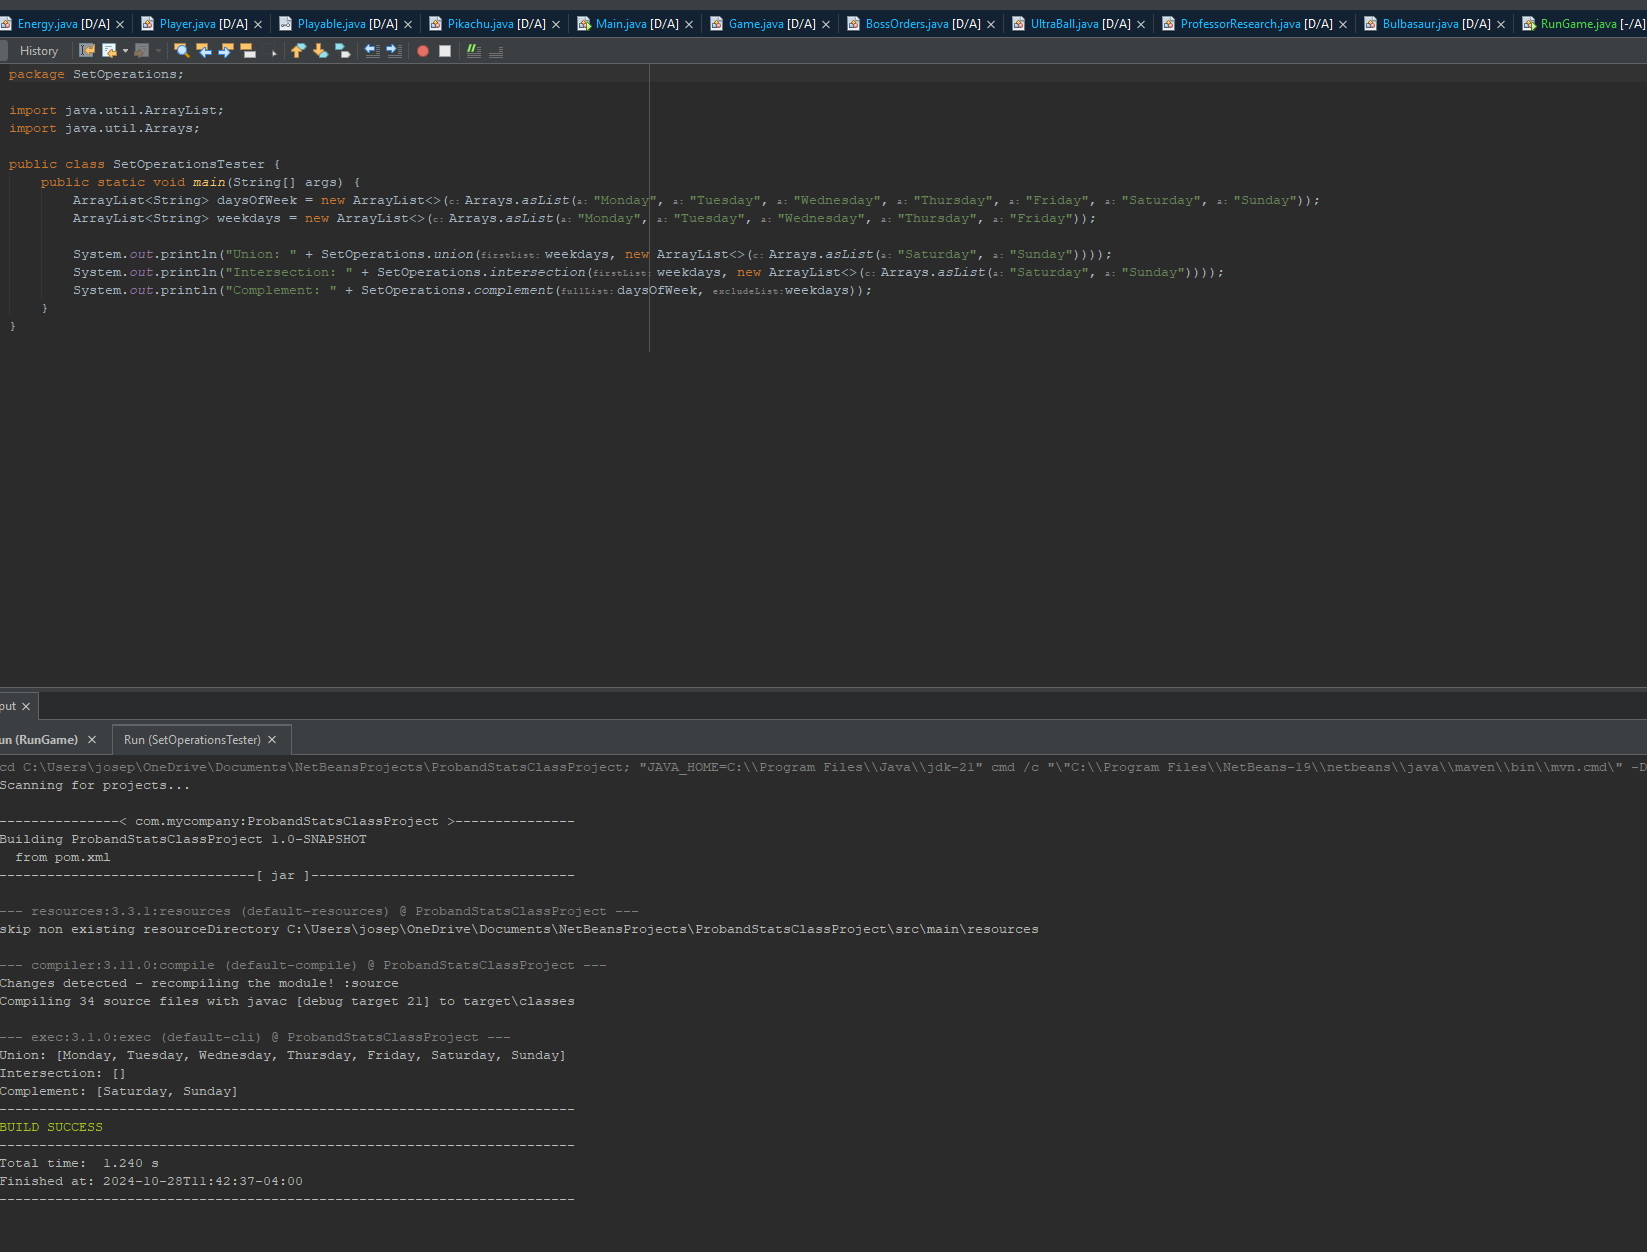 Energy.java [D/A] Player.java [D/A] Playable.java [D/A] Pikachu.java [D/A] Main.java [D/A] Game.java [D/A] BossOrders.java [D/A] UltraBall.java [D/A] ProfessorResearch.java [D/A] Bulbasaur.java [D/A] RunGame.java [-/A]
History
package SetOperations;
import java.util.ArrayList;
import java.util.Arrays;
public class SetOperationsTester {
public static void main(String[] args) {
ArrayList<String> daysOfWeek = new ArrayList<>(c: Arrays.asList(a: "Monday", a: "Tuesday", a: "Wednesday", a: "Thursday", a: "Friday", a: "Saturday", a: "Sunday"));
ArrayList<String> weekdays = new ArrayList<>(c: Arrays.asList(a: "Monday", a: "Tuesday", a: "Wednesday", a: "Thursday", a: "Friday"));
System.out.println("Union: " + SetOperations.union(firstList: weekdays, new ArrayList<>(c: Arrays.asList(a: "Saturday", a: "Sunday"))));
System.out.println("Intersection: " + SetOperations.intersection(firstList: weekdays, new ArrayList<>(c: Arrays.asList(a: "Saturday", a: "Sunday"))));
System.out.println("Complement: " + SetOperations.complement(fullList: daysOfWeek, excludeList: weekdays));
}
}
put
un (RunGame) Run (SetOperationsTester)
cd C:\Users\josep\OneDrive\Documents\NetBeansProjects\ProbandStatsClassProject; "JAVA_HOME=C:\\Program Files\\Java\\jdk-21" cmd /c "\"C:\\Program Files\\NetBeans-19\\netbeans\\java\\maven\\bin\\mvn.cmd\" -D
Scanning for projects...
---------------< com.mycompany:ProbandStatsClassProject >---------------
Building ProbandStatsClassProject 1.0-SNAPSHOT
from pom.xml
--------------------------------[ jar ]---------------------------------
--- resources:3.3.1:resources (default-resources) @ ProbandStatsClassProject ---
skip non existing resourceDirectory C:\Users\josep\OneDrive\Documents\NetBeansProjects\ProbandStatsClassProject\src\main\resources
--- compiler:3.11.0:compile (default-compile) @ ProbandStatsClassProject ---
Changes detected - recompiling the module! :source
Compiling 34 source files with javac [debug target 21] to target\classes
--- exec:3.1.0:exec (default-cli) @ ProbandStatsClassProject ---
Union: [Monday, Tuesday, Wednesday, Thursday, Friday, Saturday, Sunday]
Intersection: []
Complement: [Saturday, Sunday]
------------------------------------------------------------------------
BUILD SUCCESS
------------------------------------------------------------------------
Total time:  1.240 s
Finished at: 2024-10-28T11:42:37-04:00
------------------------------------------------------------------------